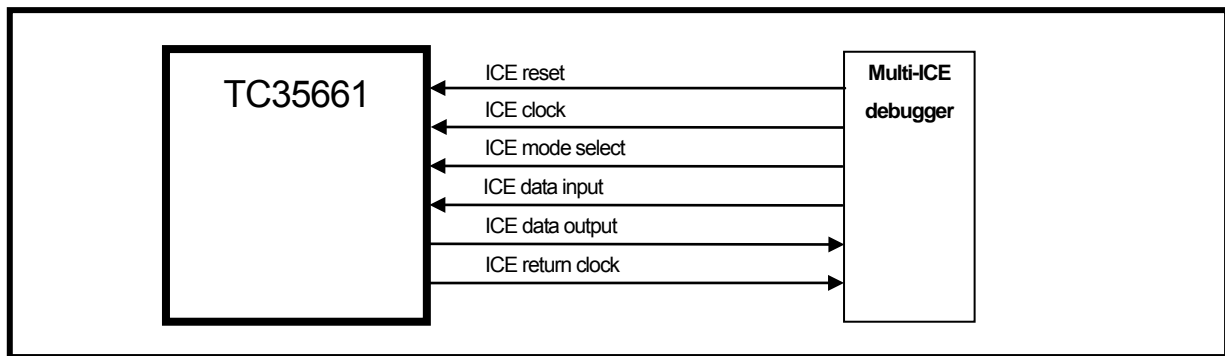 TC35661
ICE reset
ICE clock
ICE mode select
ICE data input
ICE data output
ICE return clock
Multi-ICE
debugger